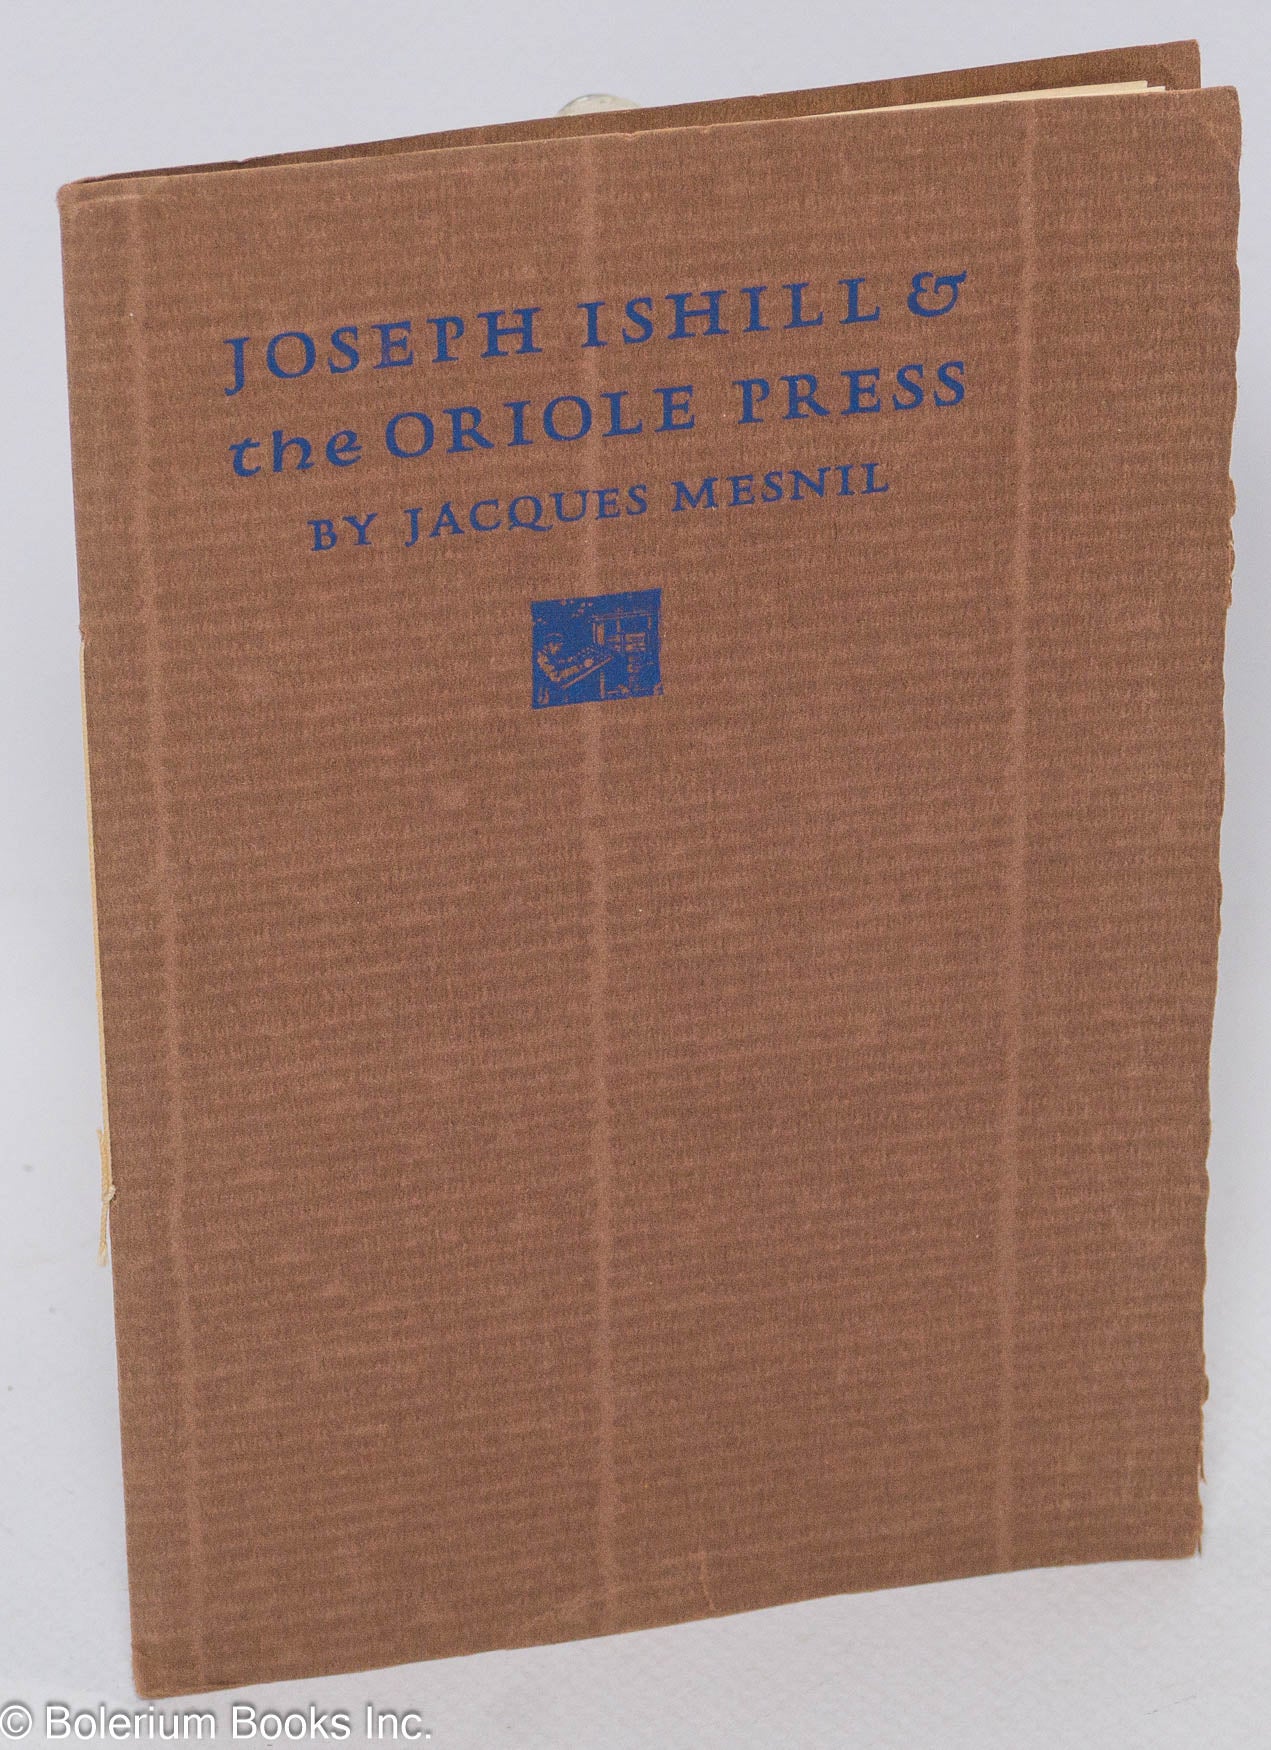 JOSEPH ISHILL &
the ORIOLE PRESS
BY JACQUES MESNIL
© Bolerium Books Inc.